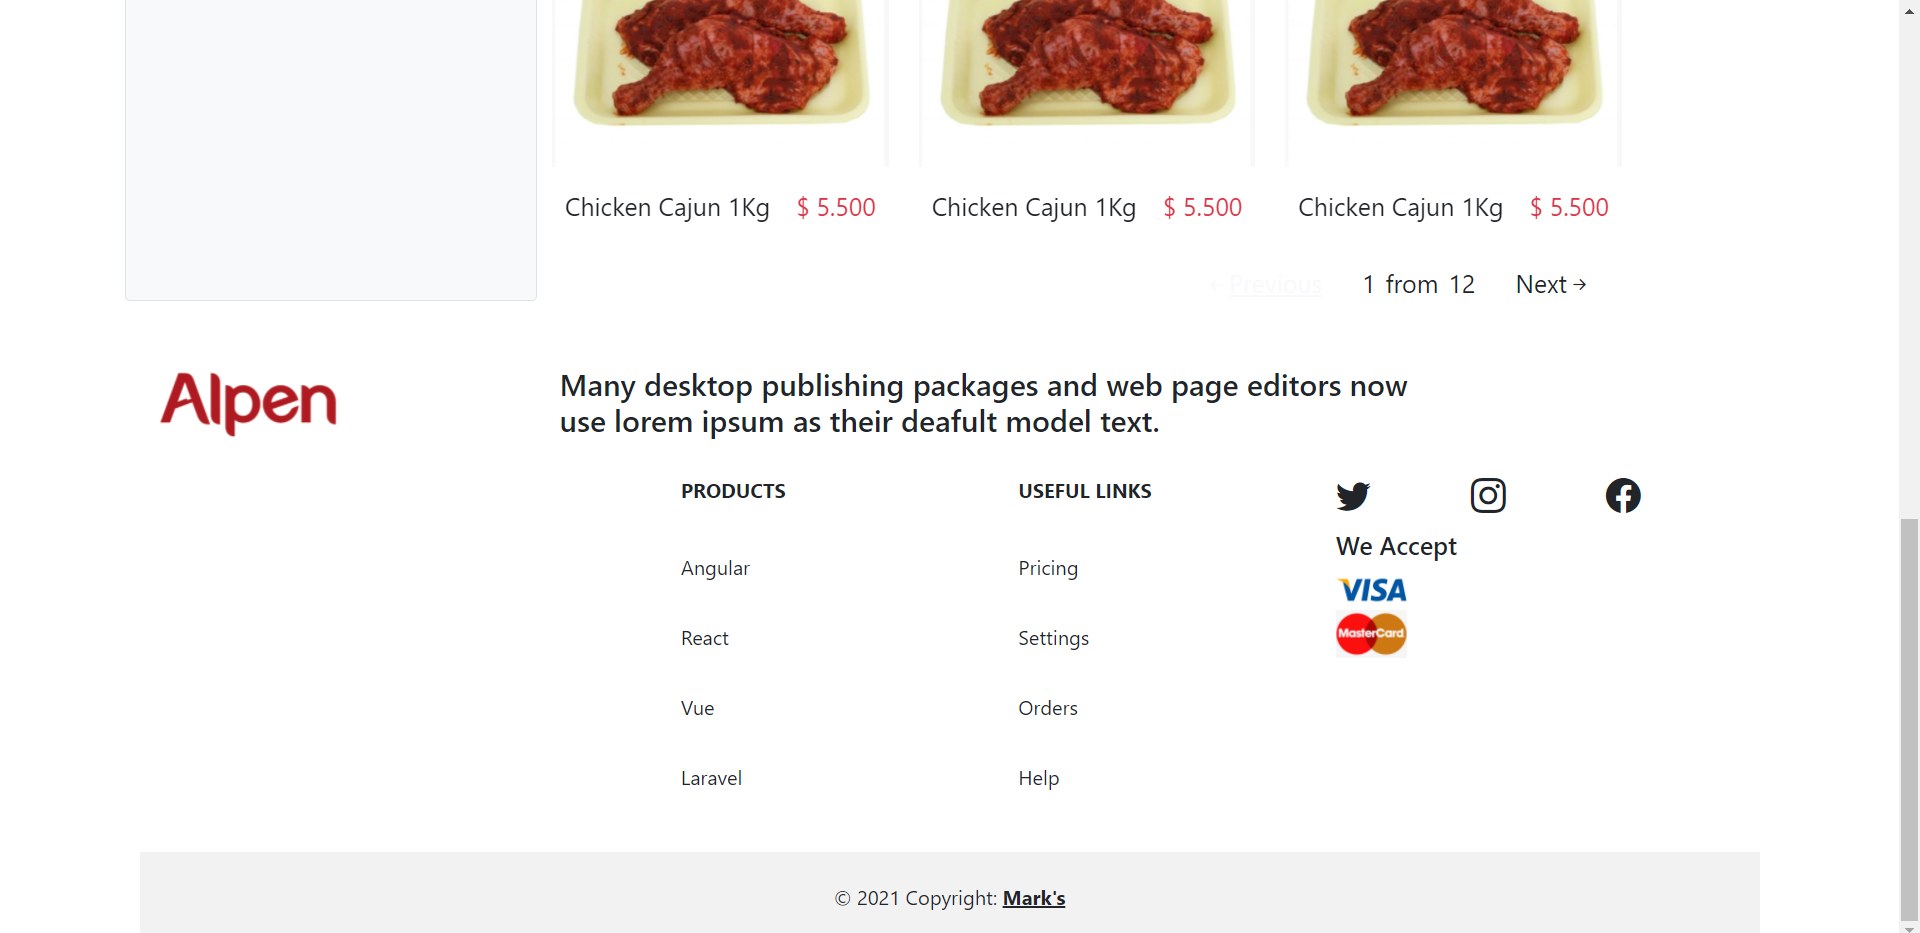 Chicken Cajun 1Kg $ 5.500 Chicken Cajun 1Kg $ 5.500 Chicken Cajun 1Kg $ 5.500
← Previous 1 from 12 Next →
Alpen
Many desktop publishing packages and web page editors now
use lorem ipsum as their deafult model text.
PRODUCTS USEFUL LINKS
We Accept
Angular Pricing
VISA
React Settings
MasterCard
Vue Orders
Laravel Help
© 2021 Copyright: Mark's